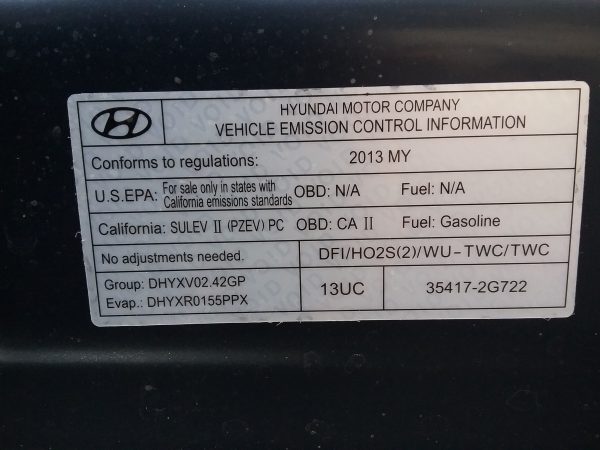 HYUNDAI MOTOR COMPANY
VEHICLE EMISSION CONTROL INFORMATION
Conforms to regulations: 2013 MY
U.S.EPA: For sale only in states with California emissions standards OBD: N/A Fuel: N/A
California: SULEV II (PZEV) PC OBD: CA II Fuel: Gasoline
No adjustments needed. DFI/HO2S(2)/WU-TWC/TWC
Group: DHYXV02.42GP
Evap.: DHYXR0155PPX
13UC 35417-2G722